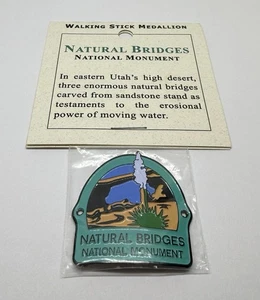 Walking Stick Medallion
Natural Bridges
National Monument
In eastern Utah's high desert,
three enormous natural bridges
carved from sandstone stand as
testaments to the erosional
power of moving water.
NATURAL BRIDGES
NATIONAL MONUMENT